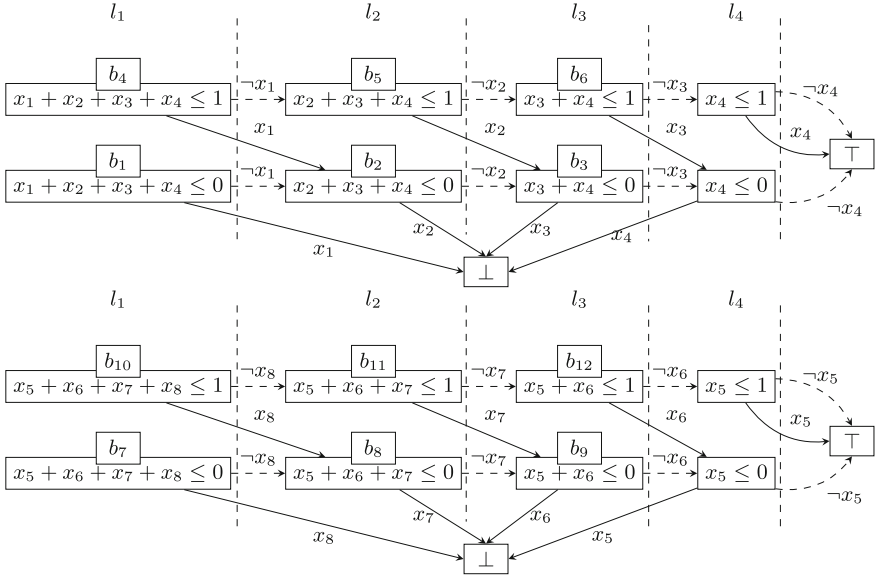 l₁ l₂ l₃ l₄
b₄ b₅ b₆
x₁ + x₂ + x₃ + x₄ ≤ 1 ¬x₁ x₂ + x₃ + x₄ ≤ 1 ¬x₂ x₃ + x₄ ≤ 1 ¬x₃ x₄ ≤ 1 ¬x₄
x₁ x₂ x₃ x₄
⊤
b₁ b₂ b₃
x₁ + x₂ + x₃ + x₄ ≤ 0 ¬x₁ x₂ + x₃ + x₄ ≤ 0 ¬x₂ x₃ + x₄ ≤ 0 ¬x₃ x₄ ≤ 0 ¬x₄
x₁ x₂ x₃ x₄
⊥
l₁ l₂ l₃ l₄
b₁₀ b₁₁ b₁₂
x₅ + x₆ + x₇ + x₈ ≤ 1 ¬x₈ x₅ + x₆ + x₇ ≤ 1 ¬x₇ x₅ + x₆ ≤ 1 ¬x₆ x₅ ≤ 1 ¬x₅
x₈ x₇ x₆ x₅
⊤
b₇ b₈ b₉
x₅ + x₆ + x₇ + x₈ ≤ 0 ¬x₈ x₅ + x₆ + x₇ ≤ 0 ¬x₇ x₅ + x₆ ≤ 0 ¬x₆ x₅ ≤ 0 ¬x₅
x₈ x₇ x₆ x₅
⊥